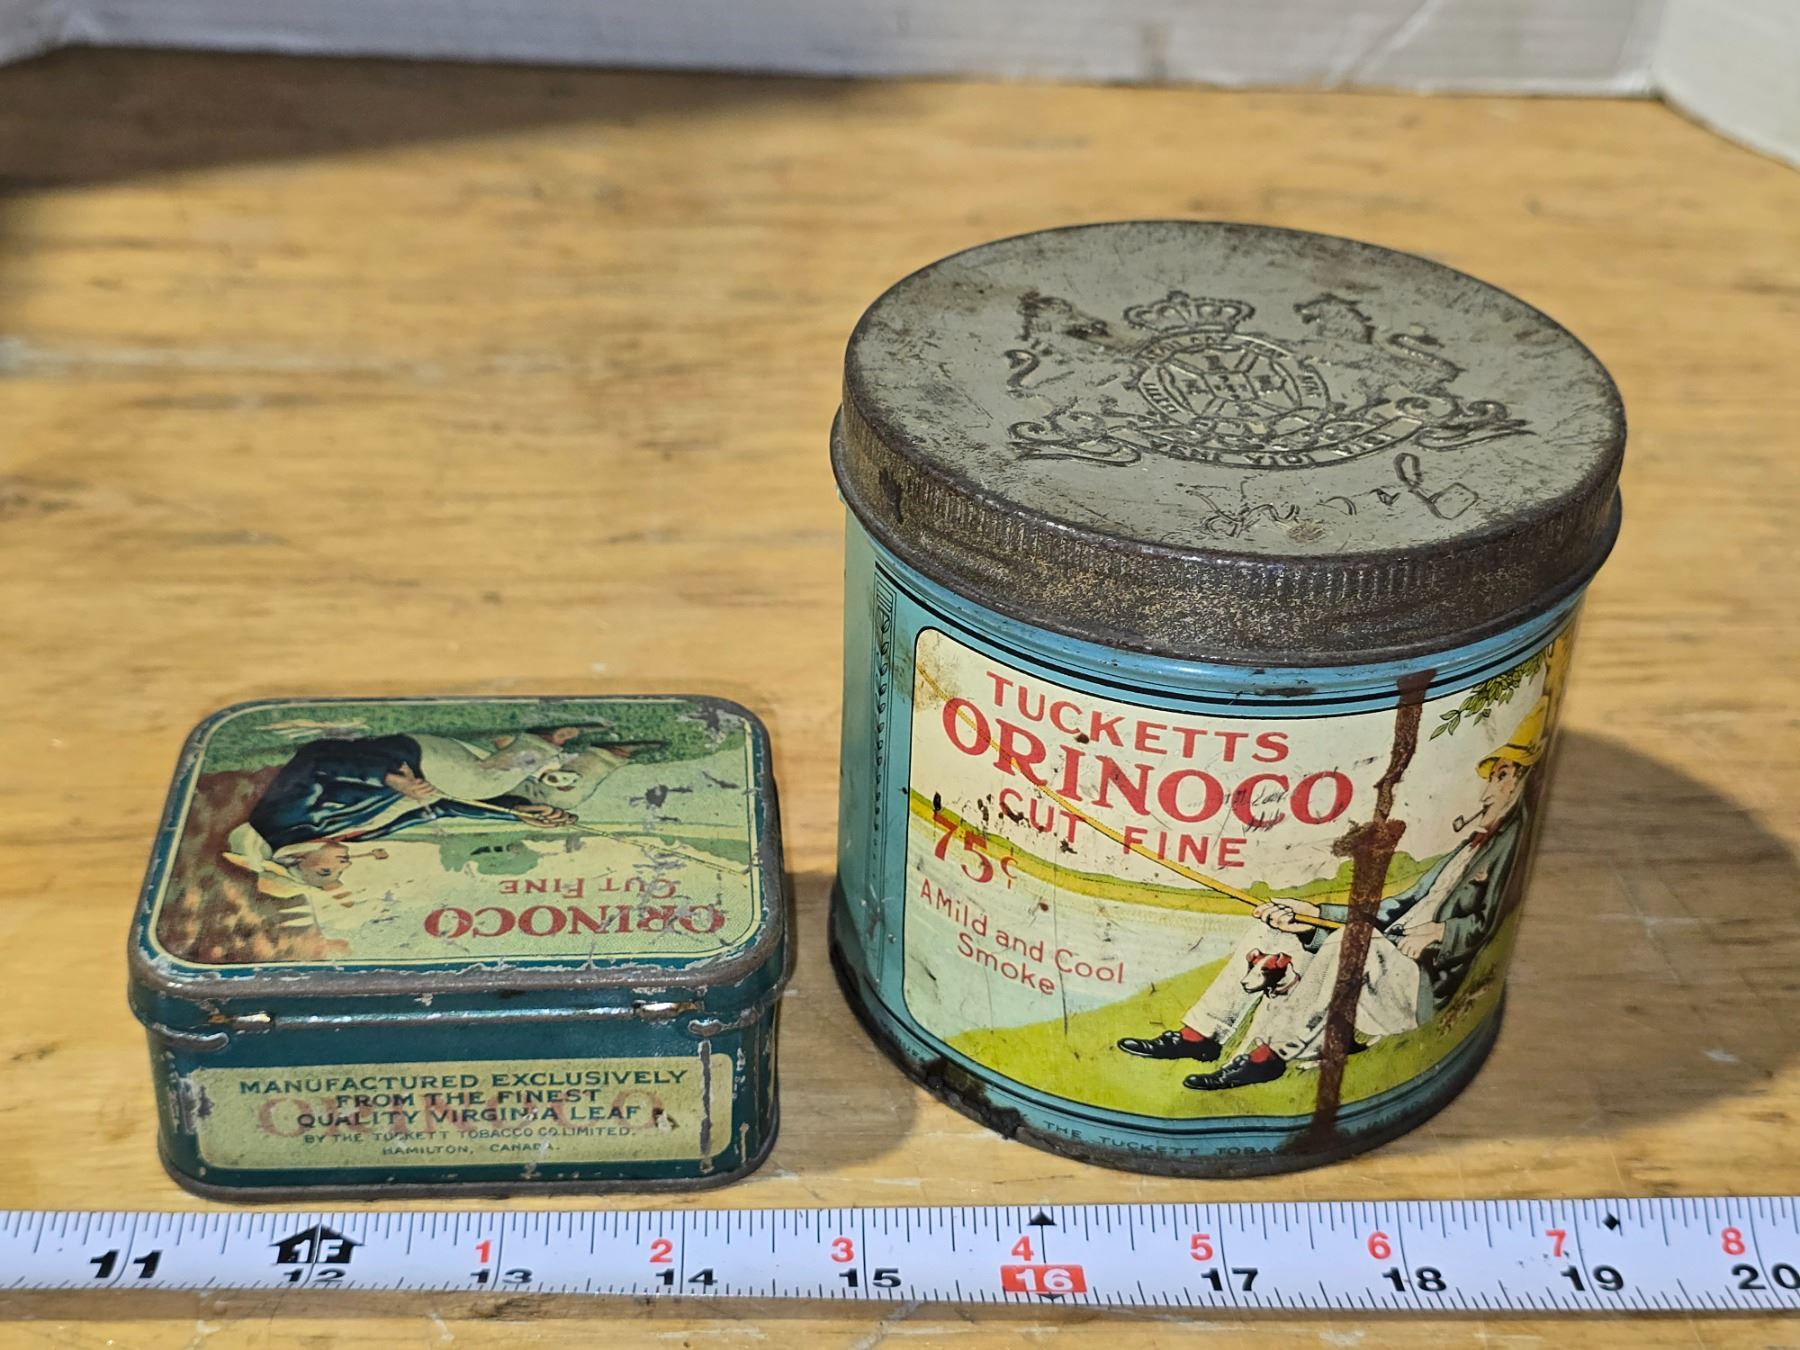 ORINOCO
CUT FINE
MANUFACTURED EXCLUSIVELY
FROM THE FINEST
QUALITY VIRGINIA LEAF
BY THE TUCKETT TOBACCO CO. LIMITED.
HAMILTON, CANADA.
TUCKETTS
ORINOCO
CUT FINE
75¢
A Mild and Cool
Smoke
THE TUCKETT TOBAC
1F 1 2 3 4 5 6 7 8
11 12 13 14 15 16 17 18 19 20